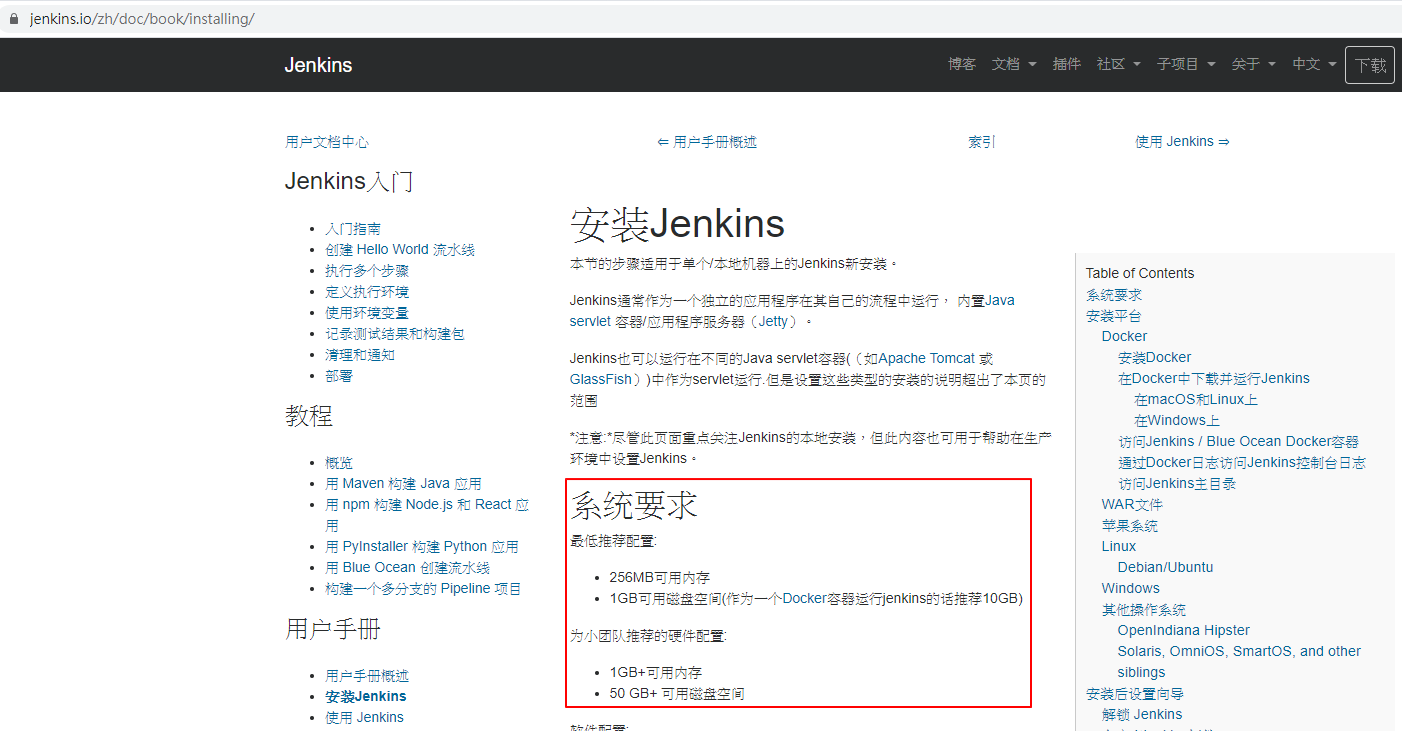 jenkins.io/zh/doc/book/installing/
Jenkins
博客 文档 插件 社区 子项目 关于 中文 下载
用户文档中心 ⇐ 用户手册概述 索引 使用 Jenkins ⇒
Jenkins入门
入门指南
创建 Hello World 流水线
执行多个步骤
定义执行环境
使用环境变量
记录测试结果和构建包
清理和通知
部署
教程
概览
用 Maven 构建 Java 应用
用 npm 构建 Node.js 和 React 应
用
用 PyInstaller 构建 Python 应用
用 Blue Ocean 创建流水线
构建一个多分支的 Pipeline 项目
用户手册
用户手册概述
安装Jenkins
使用 Jenkins
安装Jenkins
本节的步骤适用于单个/本地机器上的Jenkins新安装。
Jenkins通常作为一个独立的应用程序在其自己的流程中运行， 内置Java
servlet 容器/应用程序服务器（Jetty）。
Jenkins也可以运行在不同的Java servlet容器(（如Apache Tomcat 或
GlassFish）)中作为servlet运行.但是设置这些类型的安装的说明超出了本页的
范围
*注意:*尽管此页面重点关注Jenkins的本地安装，但此内容也可用于帮助在生产
环境中设置Jenkins。
系统要求
最低推荐配置:
256MB可用内存
1GB可用磁盘空间(作为一个Docker容器运行jenkins的话推荐10GB)
为小团队推荐的硬件配置:
1GB+可用内存
50 GB+ 可用磁盘空间
软件配置:
Table of Contents
系统要求
安装平台
Docker
安装Docker
在Docker中下载并运行Jenkins
在macOS和Linux上
在Windows上
访问Jenkins / Blue Ocean Docker容器
通过Docker日志访问Jenkins控制台日志
访问Jenkins主目录
WAR文件
苹果系统
Linux
Debian/Ubuntu
Windows
其他操作系统
OpenIndiana Hipster
Solaris, OmniOS, SmartOS, and other
siblings
安装后设置向导
解锁 Jenkins